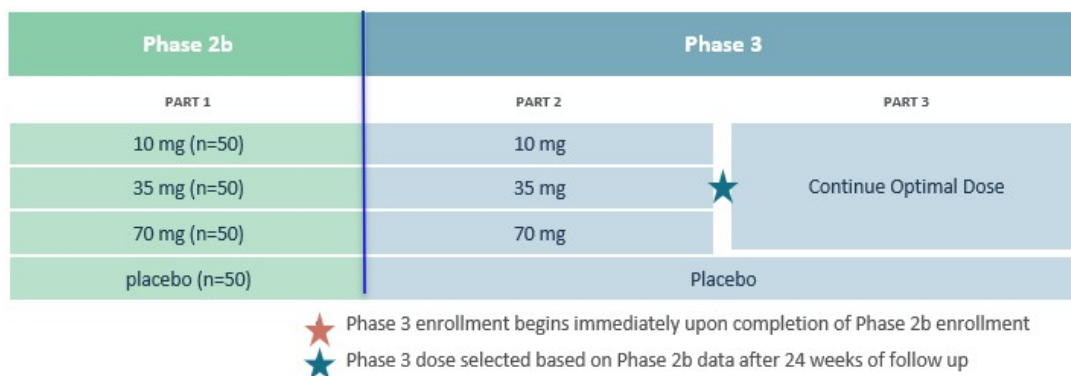 Phase 2b
Phase 3
PART 1
PART 2
PART 3
10 mg (n=50)
10 mg
35 mg (n=50)
35 mg
Continue Optimal Dose
70 mg (n=50)
70 mg
placebo (n=50)
Placebo
Phase 3 enrollment begins immediately upon completion of Phase 2b enrollment
Phase 3 dose selected based on Phase 2b data after 24 weeks of follow up